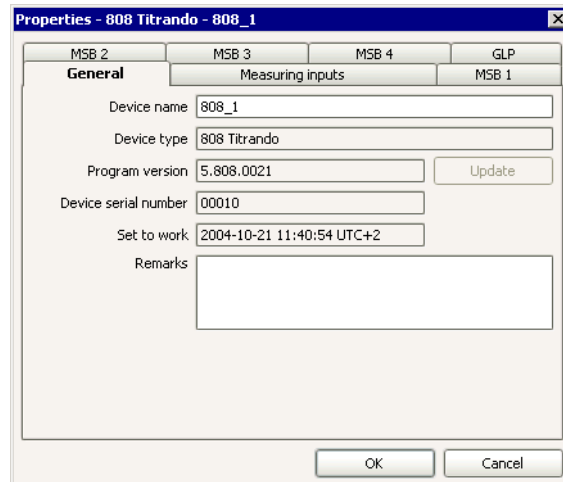 Properties - 808 Titrando - 808_1
MSB 2 MSB 3 MSB 4 GLP
General Measuring inputs MSB 1
Device name 808_1
Device type 808 Titrando
Program version 5.808.0021 Update
Device serial number 00010
Set to work 2004-10-21 11:40:54 UTC+2
Remarks
OK Cancel